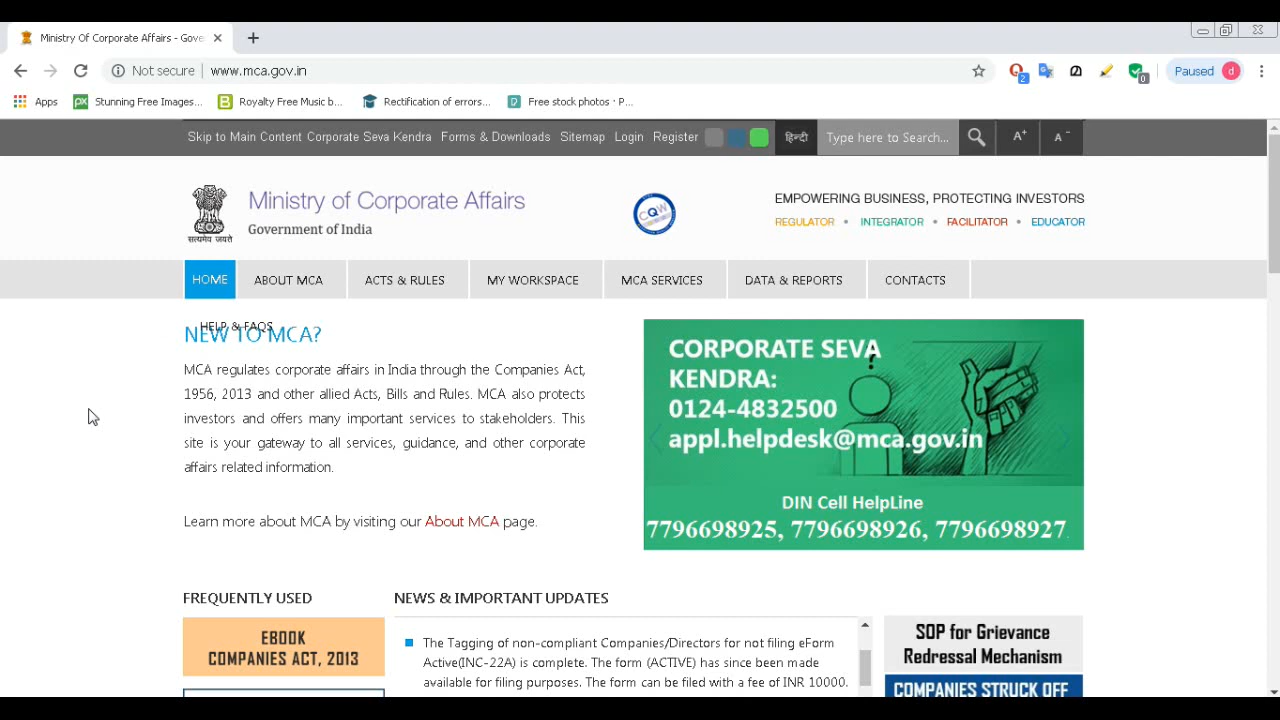 Ministry Of Corporate Affairs - Gove
Not secure | www.mca.gov.in
2
0
Paused d
Apps Stunning Free Images... Royalty Free Music b... Rectification of errors... Free stock photos · P...
Skip to Main Content Corporate Seva Kendra Forms & Downloads Sitemap Login Register हिन्दी Type here to Search... A+ A-
Ministry of Corporate Affairs
Government of India
सत्यमेव जयते
CQW
EMPOWERING BUSINESS, PROTECTING INVESTORS
REGULATOR • INTEGRATOR • FACILITATOR • EDUCATOR
HOME ABOUT MCA ACTS & RULES MY WORKSPACE MCA SERVICES DATA & REPORTS CONTACTS
HELP & FAQS
NEW TO MCA?
MCA regulates corporate affairs in India through the Companies Act,
1956, 2013 and other allied Acts, Bills and Rules. MCA also protects
investors and offers many important services to stakeholders. This
site is your gateway to all services, guidance, and other corporate
affairs related information.
Learn more about MCA by visiting our About MCA page.
CORPORATE SEVA
KENDRA:
0124-4832500
appl.helpdesk@mca.gov.in
?
DIN Cell HelpLine
7796698925, 7796698926, 7796698927.
FREQUENTLY USED
EBOOK
COMPANIES ACT, 2013
NEWS & IMPORTANT UPDATES
The Tagging of non-compliant Companies/Directors for not filing eForm
Active(INC-22A) is complete. The form (ACTIVE) has since been made
available for filing purposes. The form can be filed with a fee of INR 10000.
SOP for Grievance
Redressal Mechanism
COMPANIES STRUCK OFF